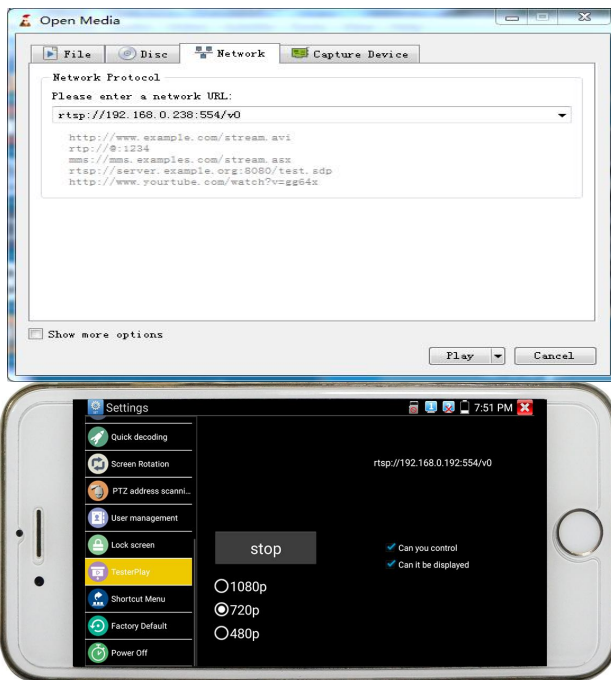 Open Media
File
Disc
Network
Capture Device
Network Protocol
Please enter a network URL:
rtsp://192.168.0.238:554/v0
http://www.example.com/stream.avi
rtp://@:1234
mms://mms.examples.com/stream.asx
rtsp://server.example.org:8080/test.sdp
http://www.yourtube.com/watch?v=gg64x
Show more options
Play
Cancel
Settings
1
7:51 PM
Quick decoding
Screen Rotation
rtsp://192.168.0.192:554/v0
PTZ address scanni...
User management
Lock screen
stop
Can you control
TesterPlay
Can it be displayed
1080p
Shortcut Menu
720p
Factory Default
480p
Power Off